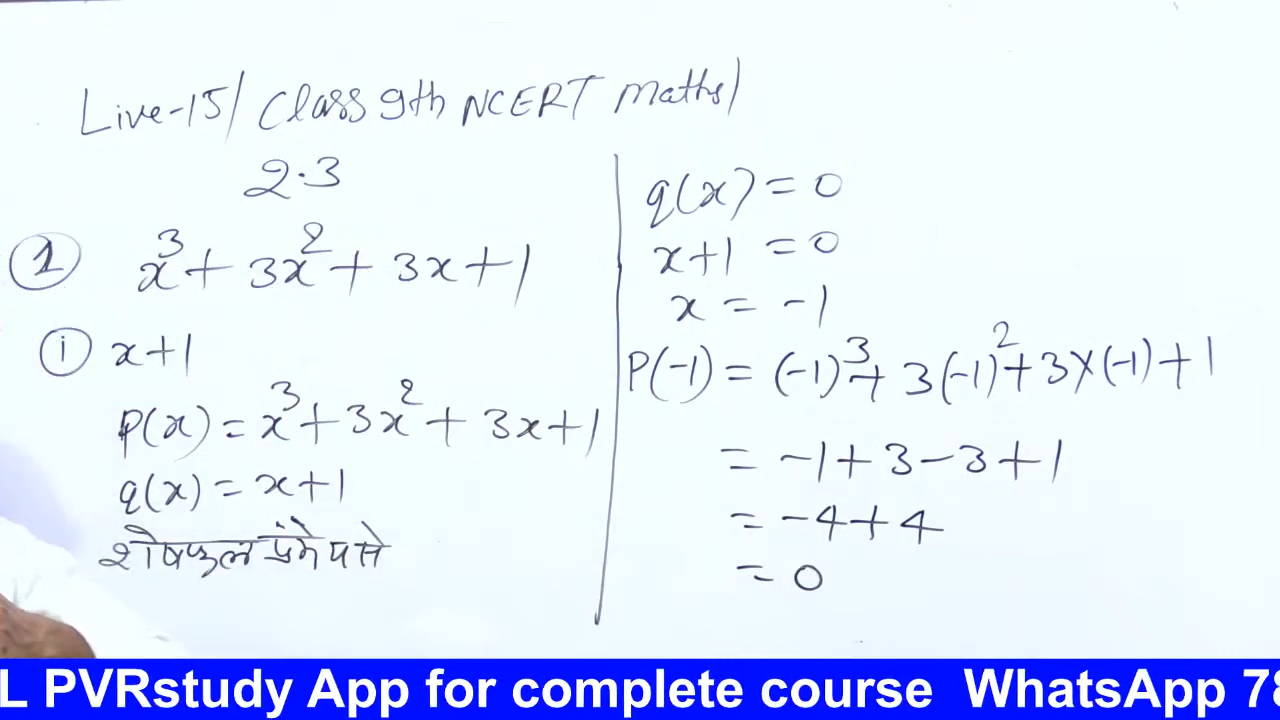 Live-15/ Class 9th NCERT maths/
2.3
① x³ + 3x² + 3x + 1
ⓘ x+1
P(x) = x³ + 3x² + 3x + 1
q(x) = x+1
शेषफल प्रमेय से
q(x) = 0
x+1 = 0
x = -1
P(-1) = (-1)³ + 3(-1)² + 3×(-1) + 1
= -1 + 3 - 3 + 1
= -4 + 4
= 0
L PVRstudy App for complete course WhatsApp 78